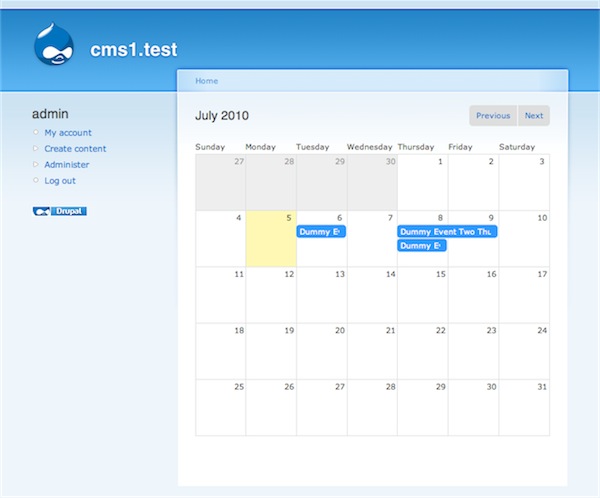 cms1.test
Home
admin
My account
Create content
Administer
Log out
Drupal
July 2010
Previous Next
Sunday Monday Tuesday Wednesday Thursday Friday Saturday
27 28 29 30 1 2 3
4 5 6 7 8 9 10
Dummy Dummy Event Two
Dummy
11 12 13 14 15 16 17
18 19 20 21 22 23 24
25 26 27 28 29 30 31